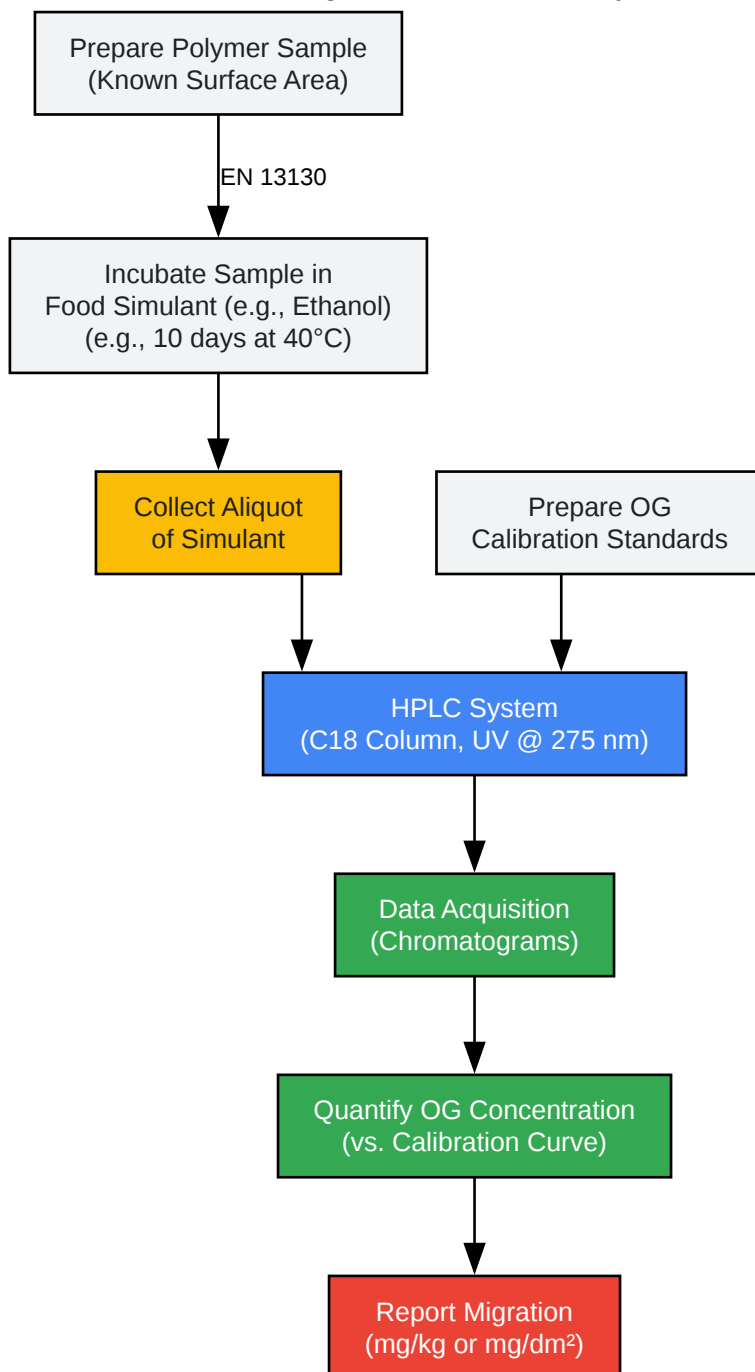 Prepare Polymer Sample
(Known Surface Area)
EN 13130
Incubate Sample in
Food Simulant (e.g., Ethanol)
(e.g., 10 days at 40°C)
Collect Aliquot
of Simulant
Prepare OG
Calibration Standards
HPLC System
(C18 Column, UV @ 275 nm)
Data Acquisition
(Chromatograms)
Quantify OG Concentration
(vs. Calibration Curve)
Report Migration
(mg/kg or mg/dm²)